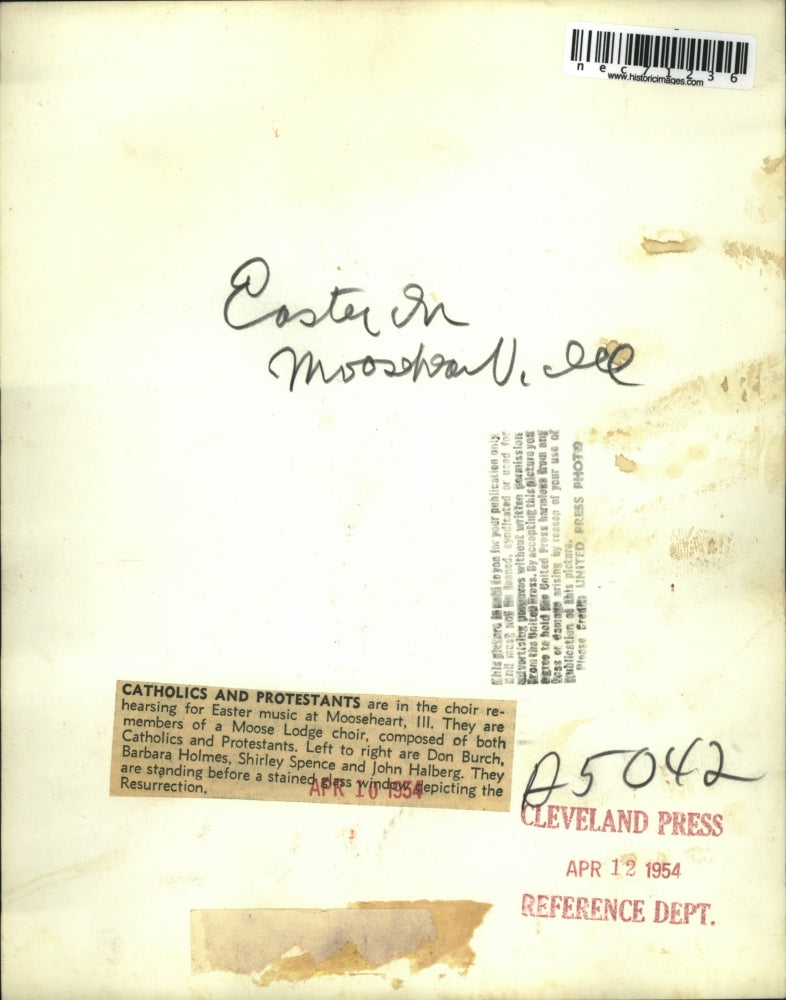 nec71236
www.historicimages.com
Easter In
Mooseheart, Ill
This picture is sold to you for your publication only
and must not be loaned, syndicated or used for
advertising purposes without written permission
from the United Press. By accepting this picture you
agree to hold the United Press harmless from any
loss or damage arising by reason of your use or
publication of this picture.
Please Credit: UNITED PRESS PHOTO
CATHOLICS AND PROTESTANTS are in the choir re-
hearsing for Easter music at Mooseheart, Ill. They are
members of a Moose Lodge choir, composed of both
Catholics and Protestants. Left to right are Don Burch,
Barbara Holmes, Shirley Spence and John Halberg. They
are standing before a stained glass window depicting the
Resurrection.
APR 10 1954
A5042
CLEVELAND PRESS
APR 12 1954
REFERENCE DEPT.